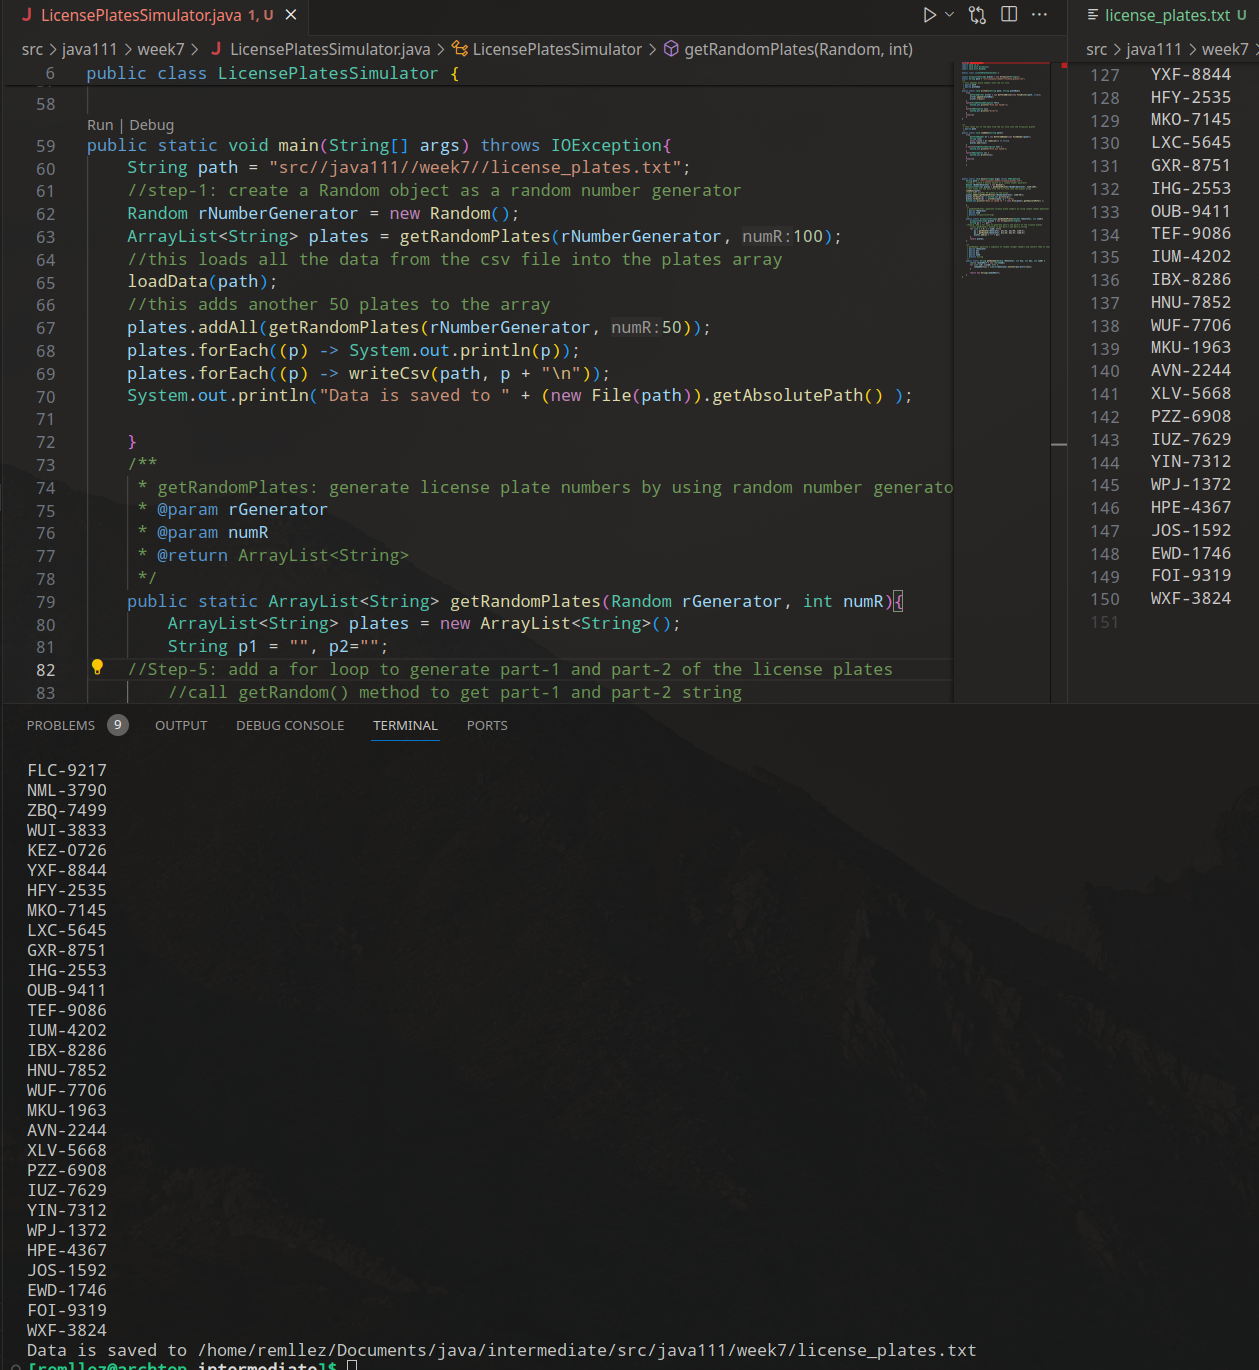 LicensePlatesSimulator.java 1, U
src > java111 > week7 > LicensePlatesSimulator.java > LicensePlatesSimulator > getRandomPlates(Random, int)
6 public class LicensePlatesSimulator {
58
Run | Debug
59 public static void main(String[] args) throws IOException{
60 String path = "src//java111//week7//license_plates.txt";
61 //step-1: create a Random object as a random number generator
62 Random rNumberGenerator = new Random();
63 ArrayList<String> plates = getRandomPlates(rNumberGenerator, numR:100);
64 //this loads all the data from the csv file into the plates array
65 loadData(path);
66 //this adds another 50 plates to the array
67 plates.addAll(getRandomPlates(rNumberGenerator, numR:50));
68 plates.forEach((p) -> System.out.println(p));
69 plates.forEach((p) -> writeCsv(path, p + "\n"));
70 System.out.println("Data is saved to " + (new File(path)).getAbsolutePath() );
71
72 }
73 /**
74 * getRandomPlates: generate license plate numbers by using random number generato
75 * @param rGenerator
76 * @param numR
77 * @return ArrayList<String>
78 */
79 public static ArrayList<String> getRandomPlates(Random rGenerator, int numR){
80 ArrayList<String> plates = new ArrayList<String>();
81 String p1 = "", p2="";
82 //Step-5: add a for loop to generate part-1 and part-2 of the license plates
83 //call getRandom() method to get part-1 and part-2 string
license_plates.txt U
src > java111 > week7 >
127 YXF-8844
128 HFY-2535
129 MKO-7145
130 LXC-5645
131 GXR-8751
132 IHG-2553
133 OUB-9411
134 TEF-9086
135 IUM-4202
136 IBX-8286
137 HNU-7852
138 WUF-7706
139 MKU-1963
140 AVN-2244
141 XLV-5668
142 PZZ-6908
143 IUZ-7629
144 YIN-7312
145 WPJ-1372
146 HPE-4367
147 JOS-1592
148 EWD-1746
149 FOI-9319
150 WXF-3824
151
PROBLEMS 9 OUTPUT DEBUG CONSOLE TERMINAL PORTS
FLC-9217
NML-3790
ZBQ-7499
WUI-3833
KEZ-0726
YXF-8844
HFY-2535
MKO-7145
LXC-5645
GXR-8751
IHG-2553
OUB-9411
TEF-9086
IUM-4202
IBX-8286
HNU-7852
WUF-7706
MKU-1963
AVN-2244
XLV-5668
PZZ-6908
IUZ-7629
YIN-7312
WPJ-1372
HPE-4367
JOS-1592
EWD-1746
FOI-9319
WXF-3824
Data is saved to /home/remllez/Documents/java/intermediate/src/java111/week7/license_plates.txt
[remllez@archtop intermediate]$